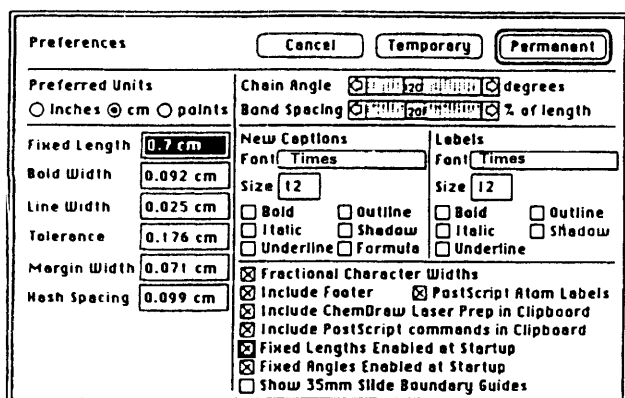 Preferences Cancel Temporary Permanent
Preferred Units
Inches cm points
Chain Angle 120 degrees
Bond Spacing 20 % of length
Fixed Length 0.7 cm
Bold Width 0.092 cm
Line Width 0.025 cm
Tolerance 0.176 cm
Margin Width 0.071 cm
Hash Spacing 0.099 cm
New Captions
Font Times
Size 12
Bold Outline
Italic Shadow
Underline Formula
Labels
Font Times
Size 12
Bold Outline
Italic Shadow
Underline
Fractional Character Widths
Include Footer PostScript Atom Labels
Include ChemDraw Laser Prep in Clipboard
Include PostScript commands in Clipboard
Fixed Lengths Enabled at Startup
Fixed Angles Enabled at Startup
Show 35mm Slide Boundary Guides